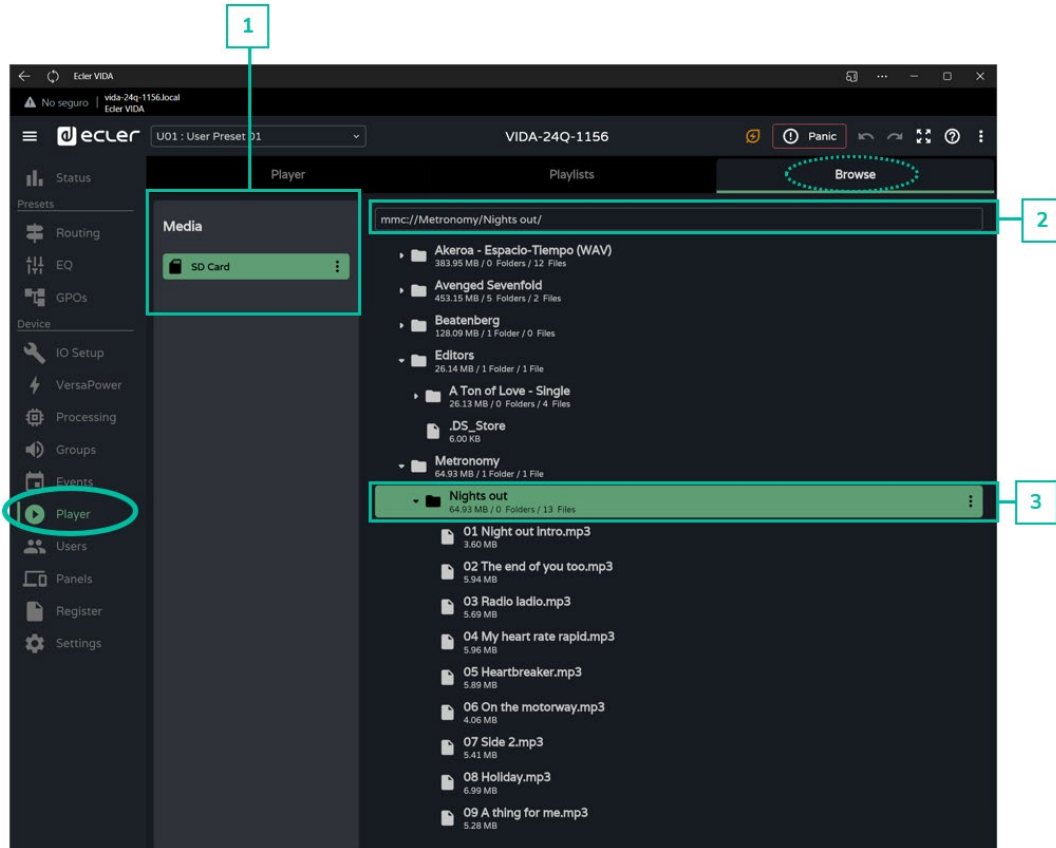 1
Ecler VIDA
No seguro | vida-24q-1156.local
Ecler VIDA
ecler
U01 : User Preset 01
VIDA-24Q-1156
Panic
Status
Presets
Routing
EQ
GPOs
Device
IO Setup
VersaPower
Processing
Groups
Events
Player
Users
Panels
Register
Settings
Player
Playlists
Browse
Media
SD Card
mmc://Metronomy/Nights out/
2
Akeroa - Espacio-Tiempo (WAV)
383.95 MB / 0 Folders / 12 Files
Avenged Sevenfold
453.15 MB / 5 Folders / 2 Files
Beatenberg
128.09 MB / 1 Folder / 0 Files
Editors
26.14 MB / 1 Folder / 1 File
A Ton of Love - Single
26.13 MB / 0 Folders / 4 Files
.DS_Store
6.00 KB
Metronomy
64.93 MB / 1 Folder / 1 File
Nights out
64.93 MB / 0 Folders / 13 Files
3
01 Night out intro.mp3
3.60 MB
02 The end of you too.mp3
5.94 MB
03 Radio ladio.mp3
5.69 MB
04 My heart rate rapid.mp3
5.96 MB
05 Heartbreaker.mp3
5.89 MB
06 On the motorway.mp3
4.06 MB
07 Side 2.mp3
5.41 MB
08 Holiday.mp3
6.99 MB
09 A thing for me.mp3
5.28 MB